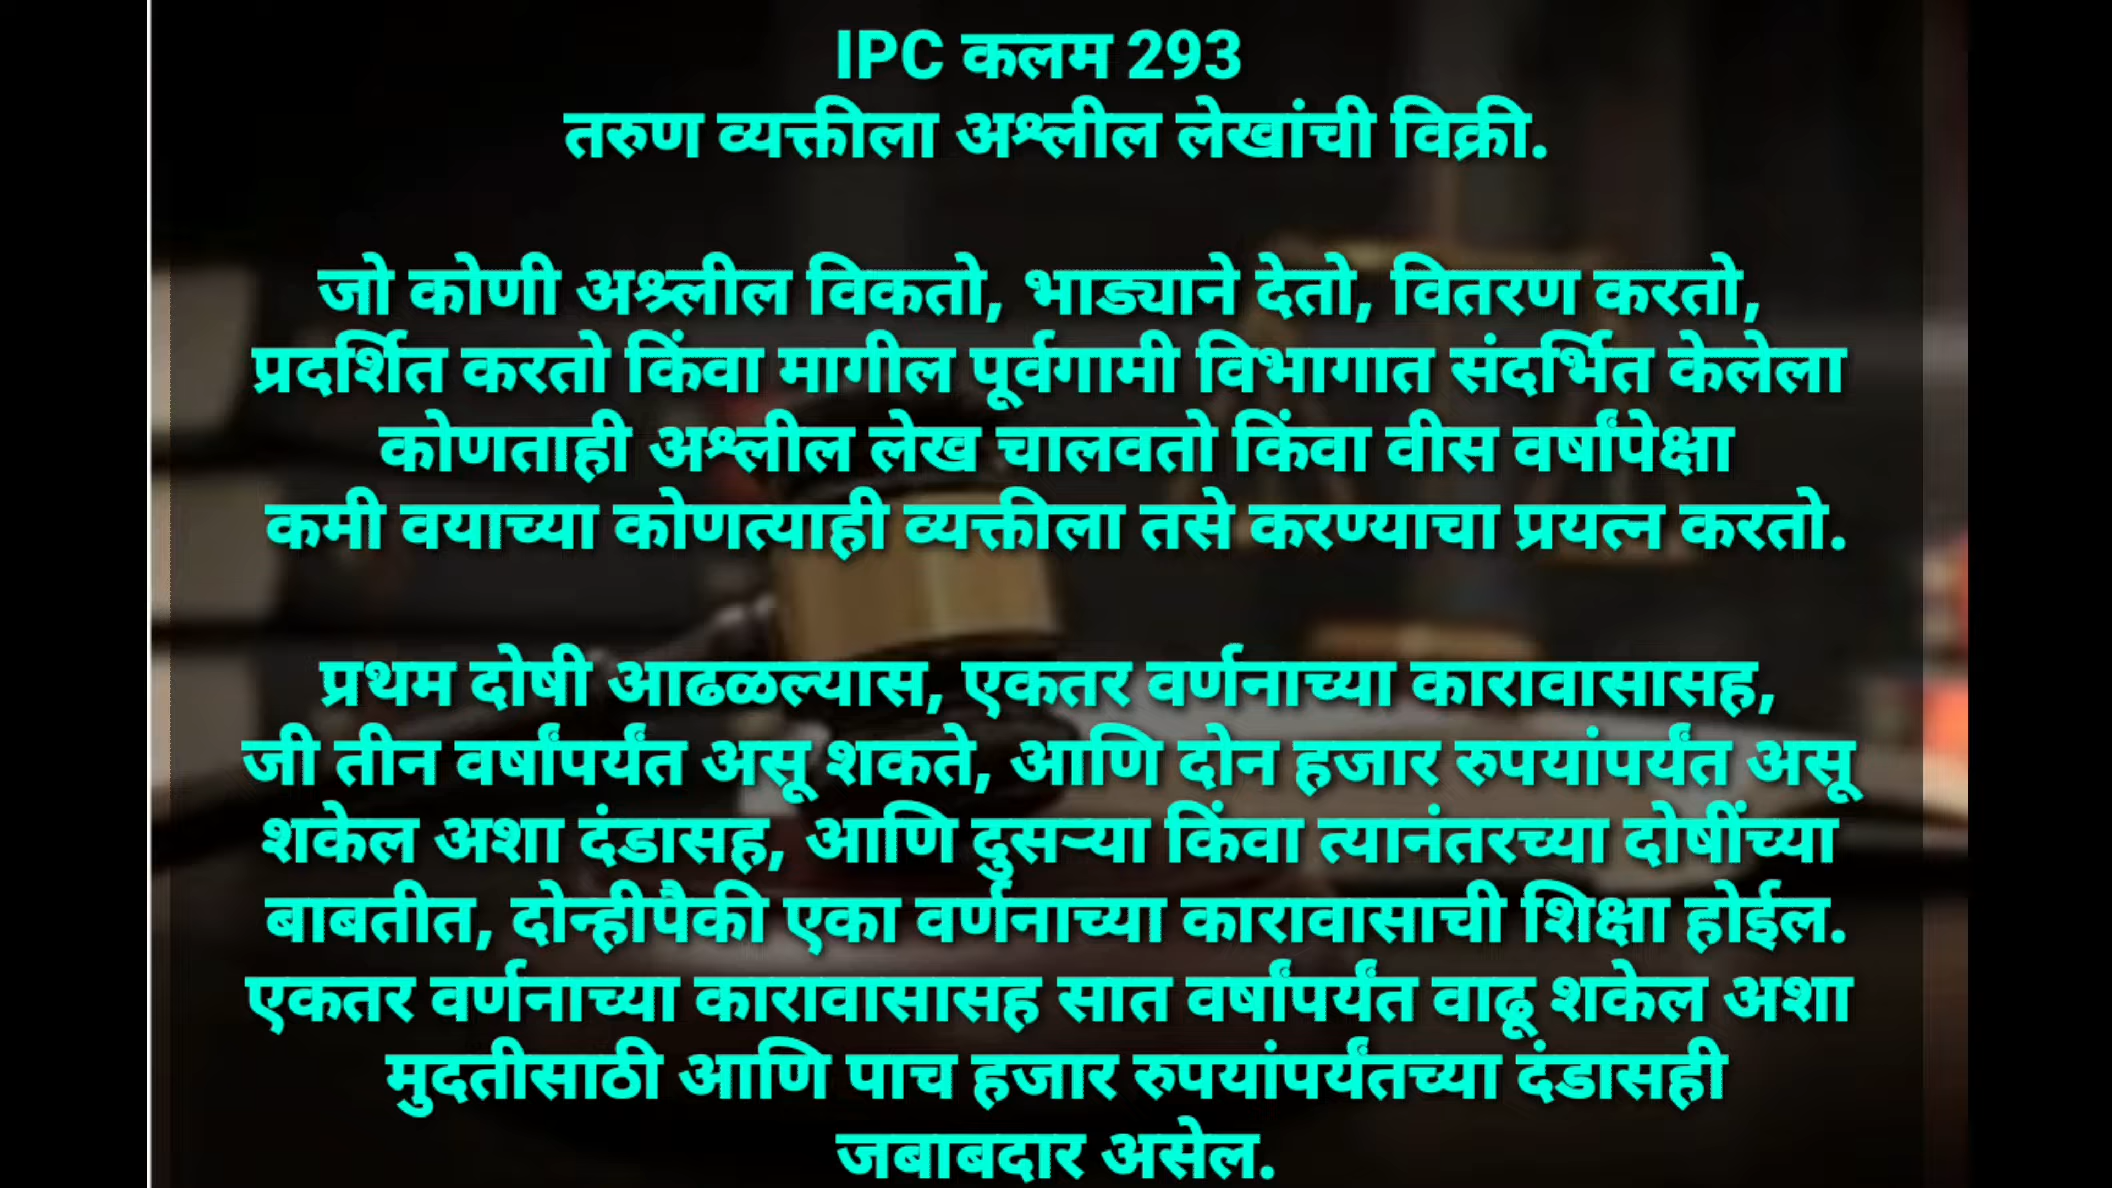 IPC कलम 293
तरुण व्यक्तीला अश्लील लेखांची विक्री.
जो कोणी अश्लील विकतो, भाड्याने देतो, वितरण करतो,
प्रदर्शित करतो किंवा मागील पूर्वगामी विभागात संदर्भित केलेला
कोणताही अश्लील लेख चालवतो किंवा वीस वर्षांपेक्षा
कमी वयाच्या कोणत्याही व्यक्तीला तसे करण्याचा प्रयत्न करतो.
प्रथम दोषी आढळल्यास, एकतर वर्णनाच्या कारावासासह,
जी तीन वर्षांपर्यंत असू शकते, आणि दोन हजार रुपयांपर्यंत असू
शकेल अशा दंडासह, आणि दुसऱ्या किंवा त्यानंतरच्या दोषींच्या
बाबतीत, दोन्हीपैकी एका वर्णनाच्या कारावासाची शिक्षा होईल.
एकतर वर्णनाच्या कारावासासह सात वर्षांपर्यंत वाढू शकेल अशा
मुदतीसाठी आणि पाच हजार रुपयांपर्यंतच्या दंडासही
जबाबदार असेल.